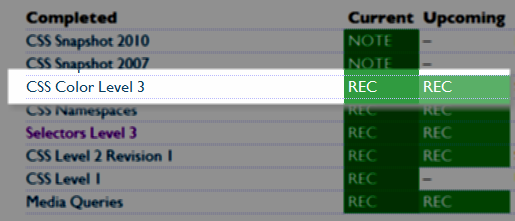 Completed Current Upcoming
CSS Snapshot 2010 NOTE –
CSS Snapshot 2007 NOTE –
CSS Color Level 3 REC REC
CSS Namespaces REC REC
Selectors Level 3 REC REC
CSS Level 2 Revision 1 REC REC
CSS Level 1 REC –
Media Queries REC REC